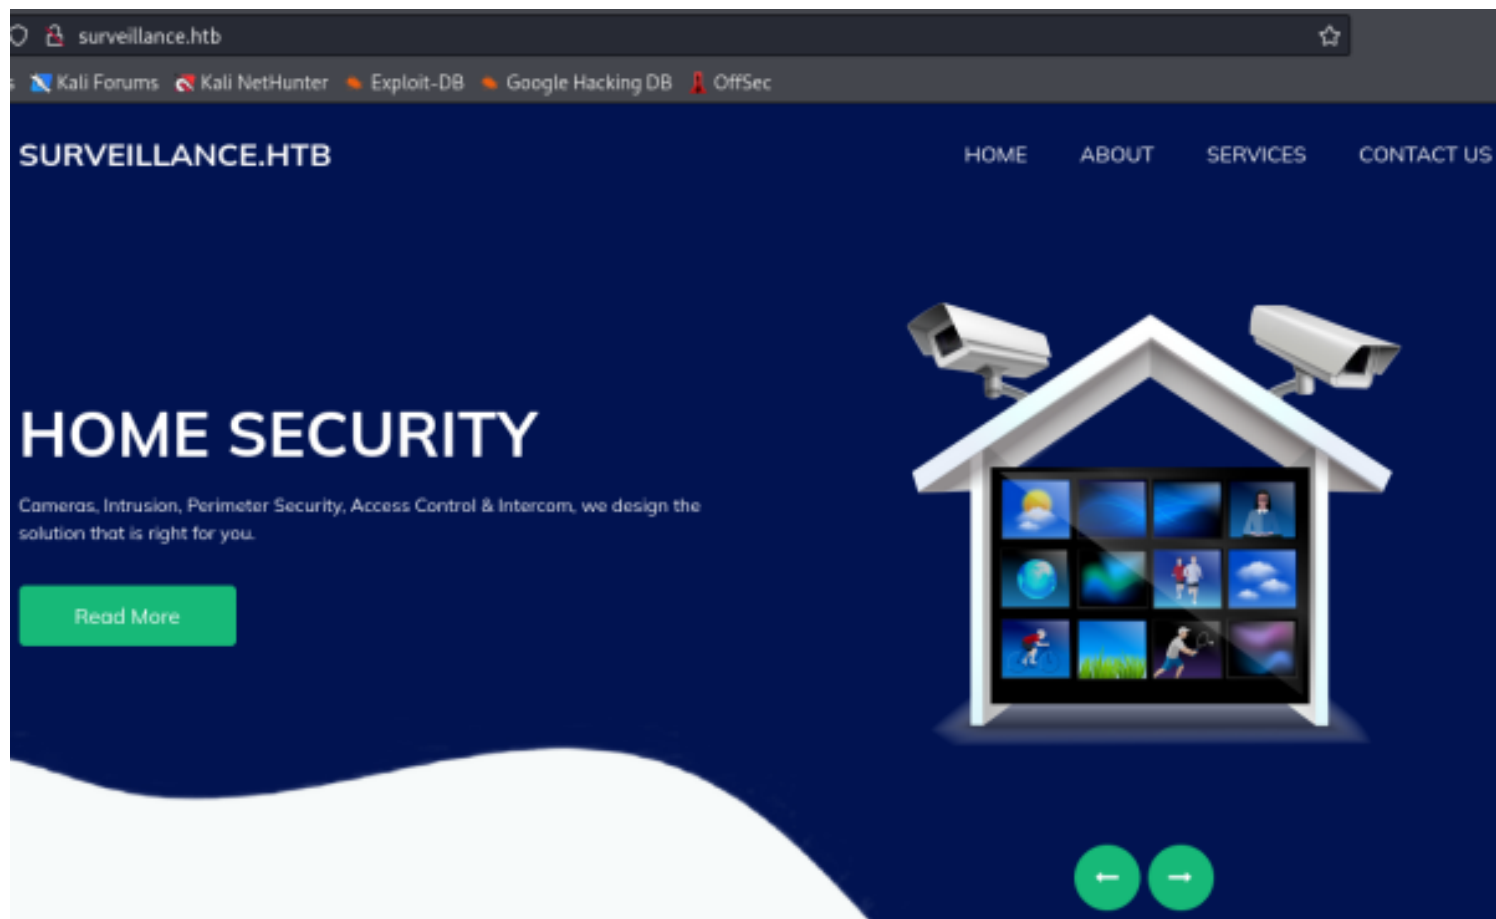 surveillance.htb
Kali Forums Kali NetHunter Exploit-DB Google Hacking DB OffSec
SURVEILLANCE.HTB HOME ABOUT SERVICES CONTACT US
HOME SECURITY
Cameras, Intrusion, Perimeter Security, Access Control & Intercom, we design the
solution that is right for you.
Read More